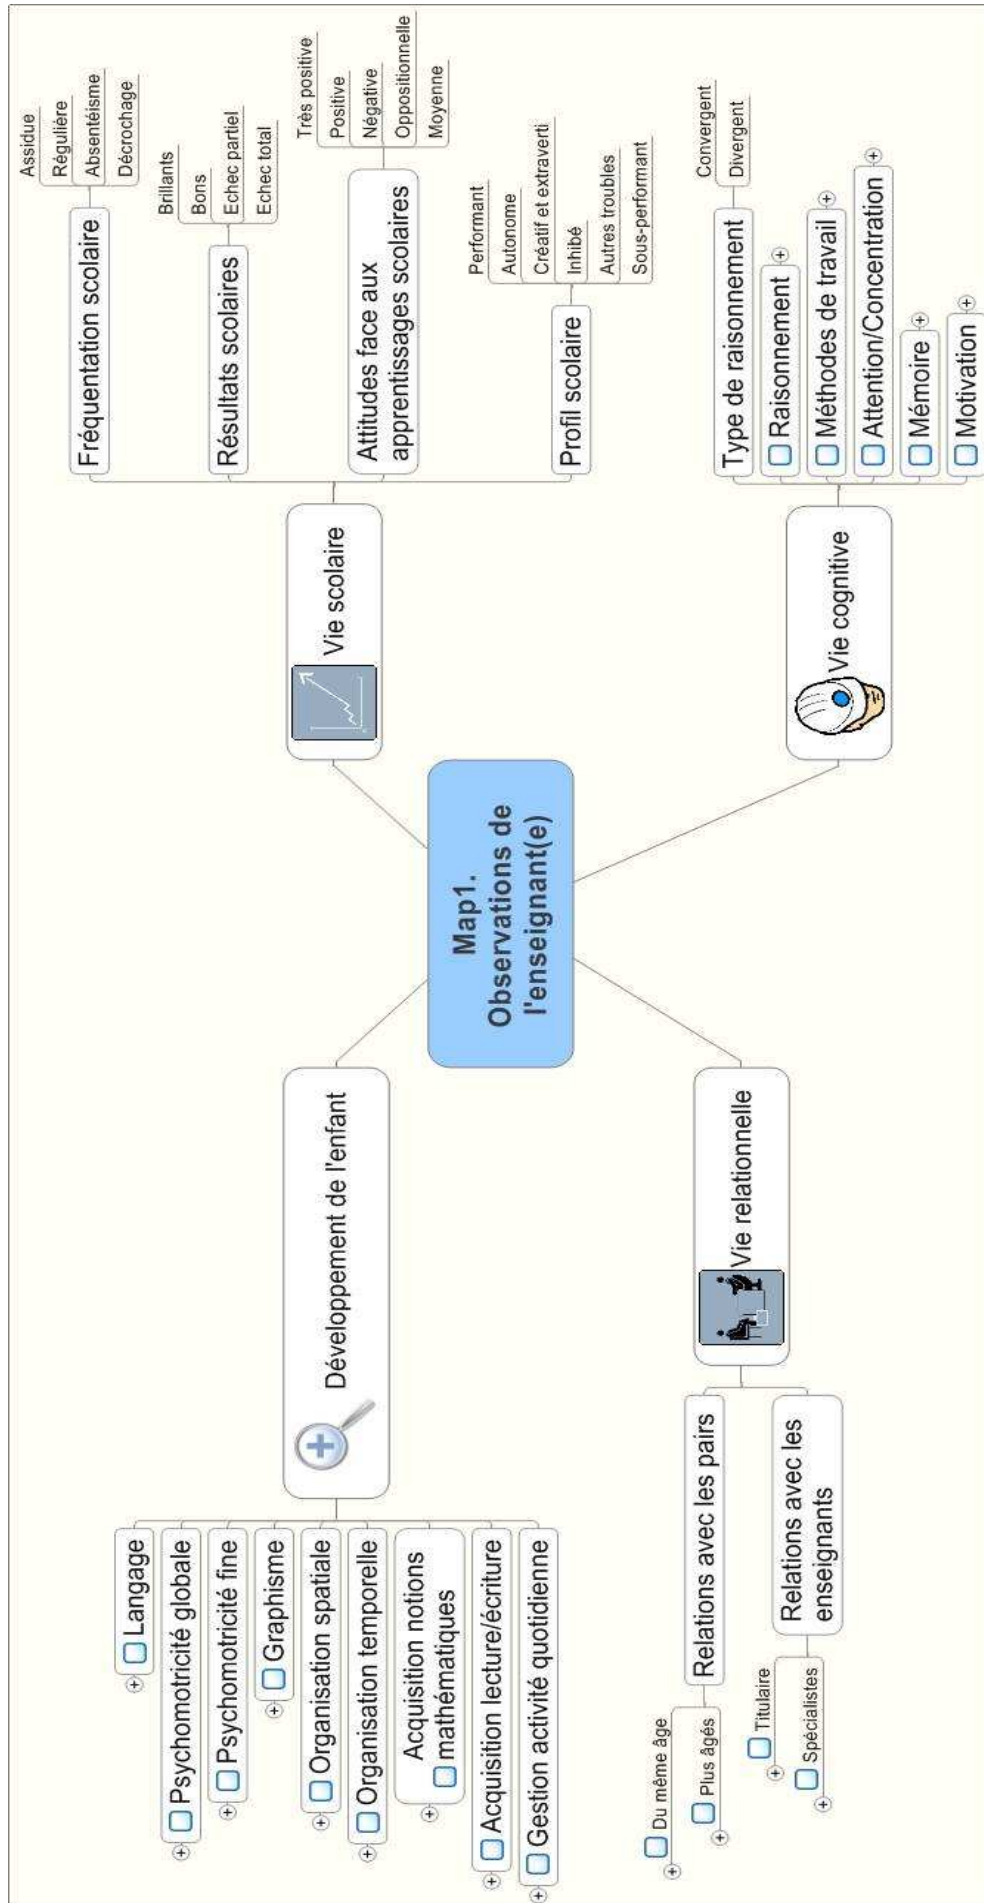 Map1.
Observations de
l'enseignant(e)
Développement de l'enfant
Langage
Psychomotricité globale
Psychomotricité fine
Graphisme
Organisation spatiale
Organisation temporelle
Acquisition notions
mathématiques
Acquisition lecture/écriture
Gestion activité quotidienne
Vie scolaire
Fréquentation scolaire
Assidue
Régulière
Absentéisme
Décrochage
Résultats scolaires
Brillants
Bons
Echec partiel
Echec total
Attitudes face aux
apprentissages scolaires
Très positive
Positive
Négative
Oppositionnelle
Moyenne
Profil scolaire
Performant
Autonome
Créatif et extraverti
Inhibé
Autres troubles
Sous-performant
Vie relationnelle
Relations avec les pairs
Du même âge
Plus âgés
Relations avec les
enseignants
Titulaire
Spécialistes
Vie cognitive
Type de raisonnement
Convergent
Divergent
Raisonnement
Méthodes de travail
Attention/Concentration
Mémoire
Motivation